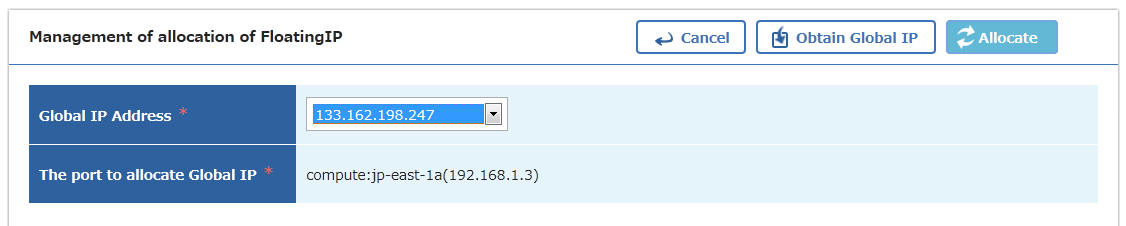 Management of allocation of FloatingIP Cancel Obtain Global IP Allocate
Global IP Address * 133.162.198.247
The port to allocate Global IP * compute:jp-east-1a(192.168.1.3)